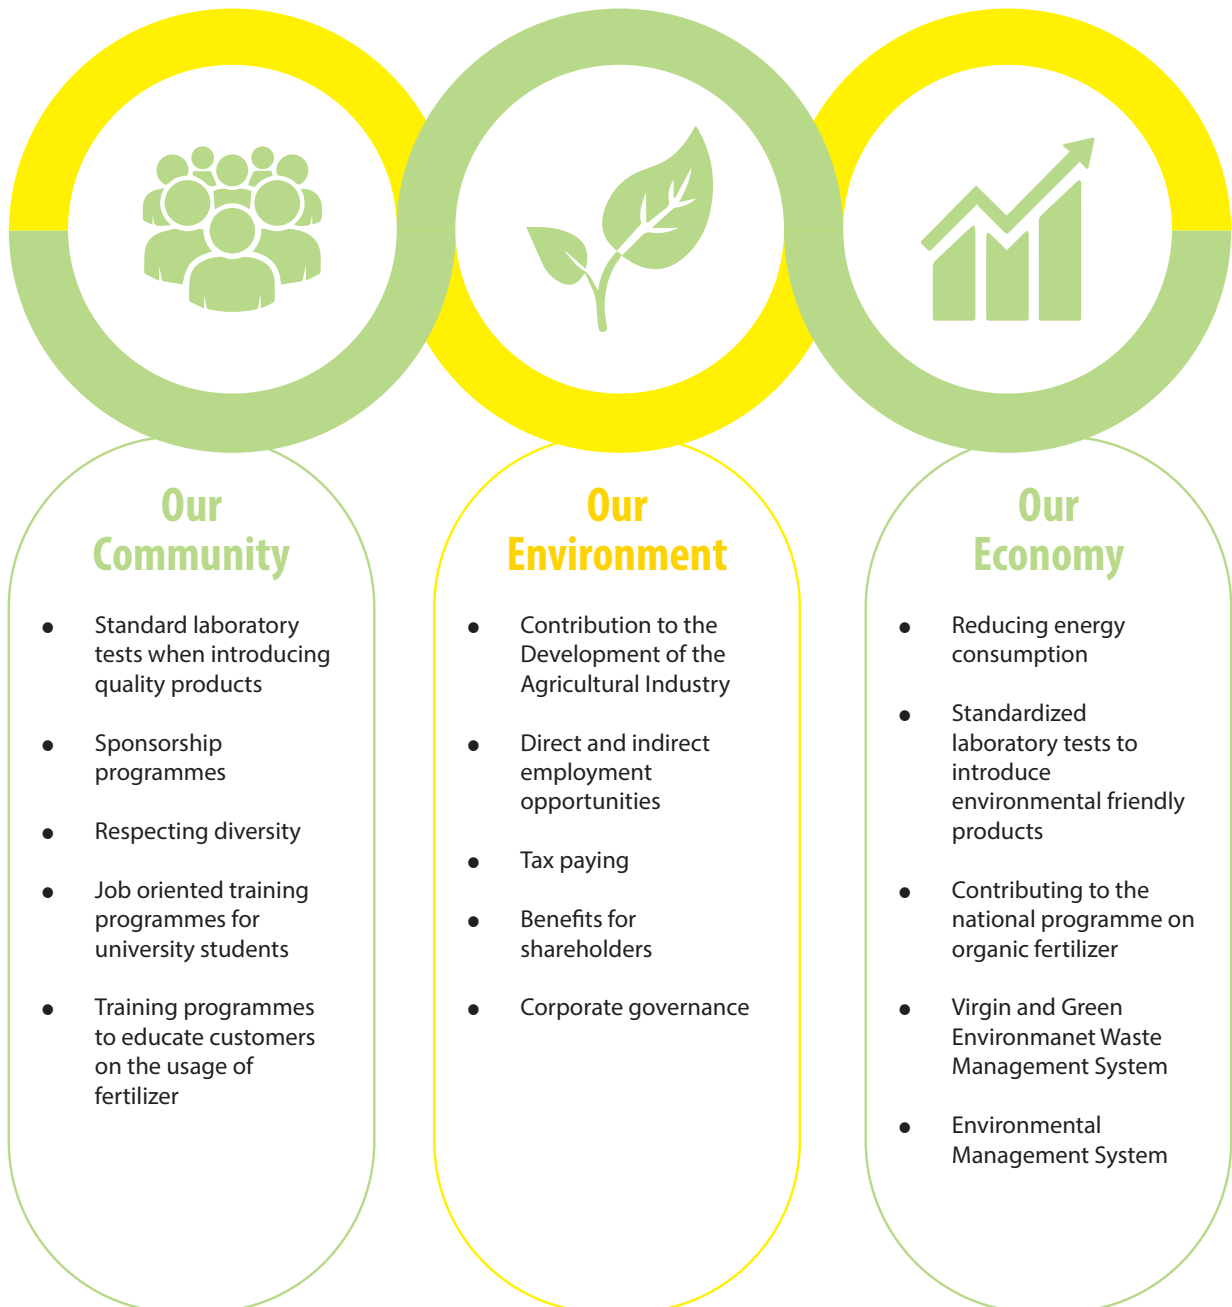 Our
Community
● Standard laboratory
tests when introducing
quality products
● Sponsorship
programmes
● Respecting diversity
● Job oriented training
programmes for
university students
● Training programmes
to educate customers
on the usage of
fertilizer
Our
Environment
● Contribution to the
Development of the
Agricultural Industry
● Direct and indirect
employment
opportunities
● Tax paying
● Benefits for
shareholders
● Corporate governance
Our
Economy
● Reducing energy
consumption
● Standardized
laboratory tests to
introduce
environmental friendly
products
● Contributing to the
national programme on
organic fertilizer
● Virgin and Green
Environmanet Waste
Management System
● Environmental
Management System